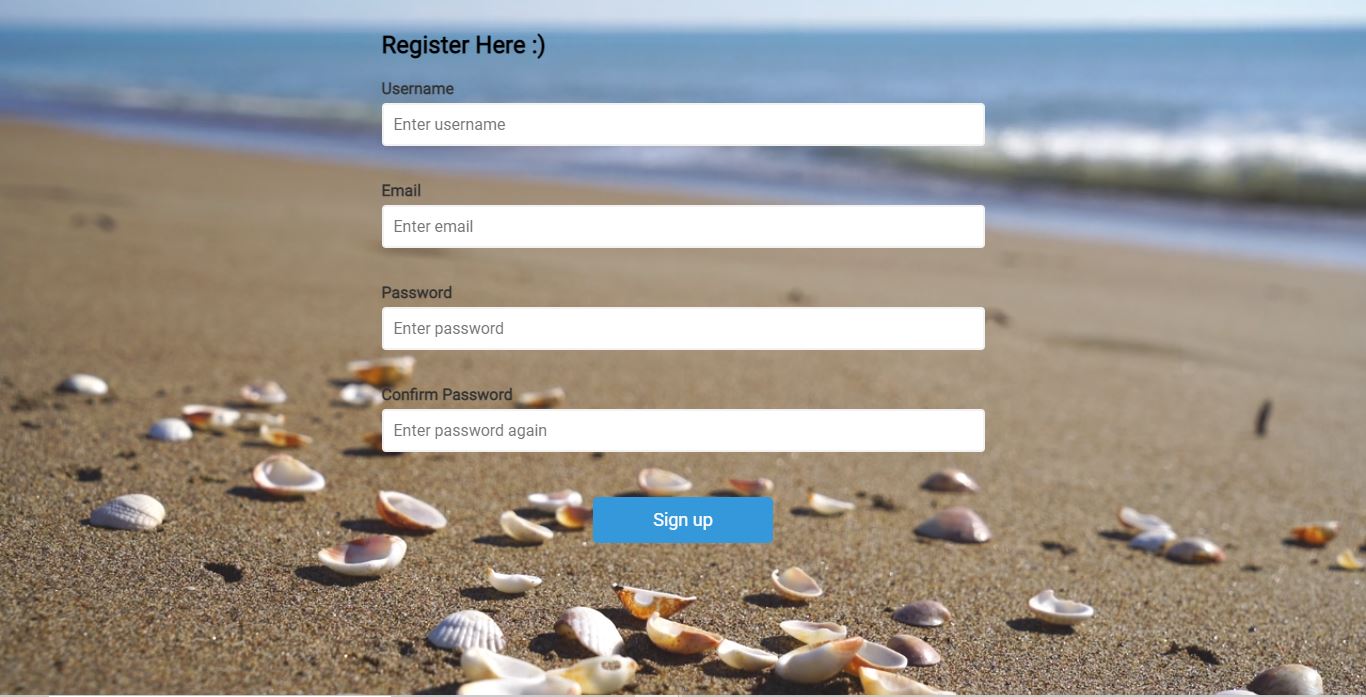 Register Here :)
Username
Enter username
Email
Enter email
Password
Enter password
Confirm Password
Enter password again
Sign up